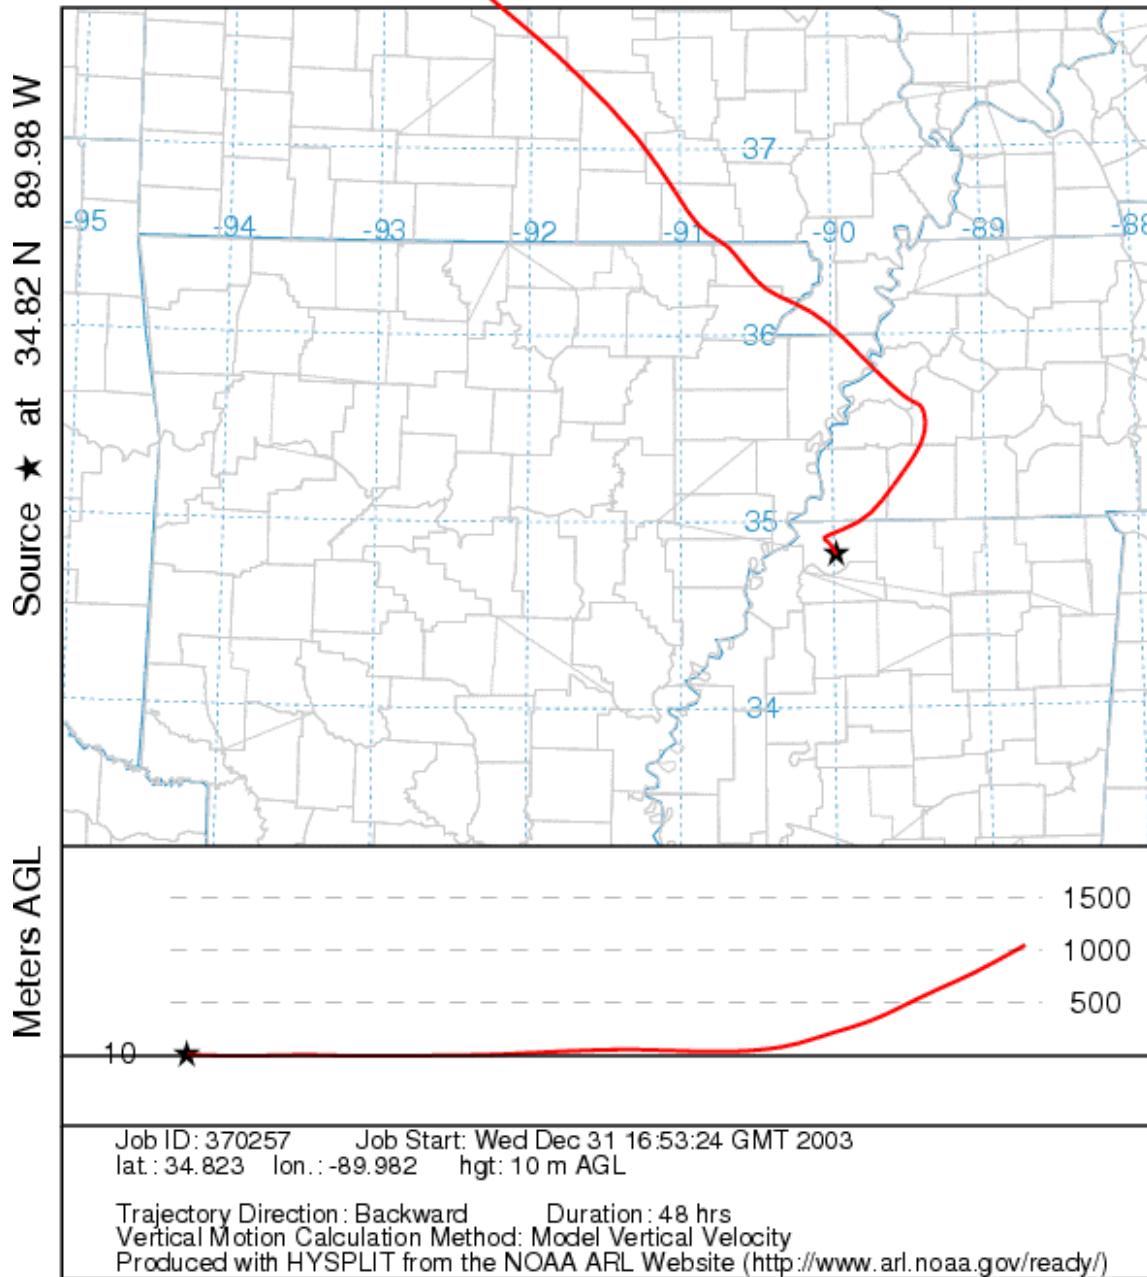 Source ★ at 34.82 N 89.98 W
37
-95 -94 -93 -92 -91 -90 -89 -88
36
35
34
Meters AGL
1500
1000
500
10
Job ID: 370257 Job Start: Wed Dec 31 16:53:24 GMT 2003
lat.: 34.823 lon.: -89.982 hgt: 10 m AGL
Trajectory Direction: Backward Duration: 48 hrs
Vertical Motion Calculation Method: Model Vertical Velocity
Produced with HYSPLIT from the NOAA ARL Website (http://www.arl.noaa.gov/ready/)